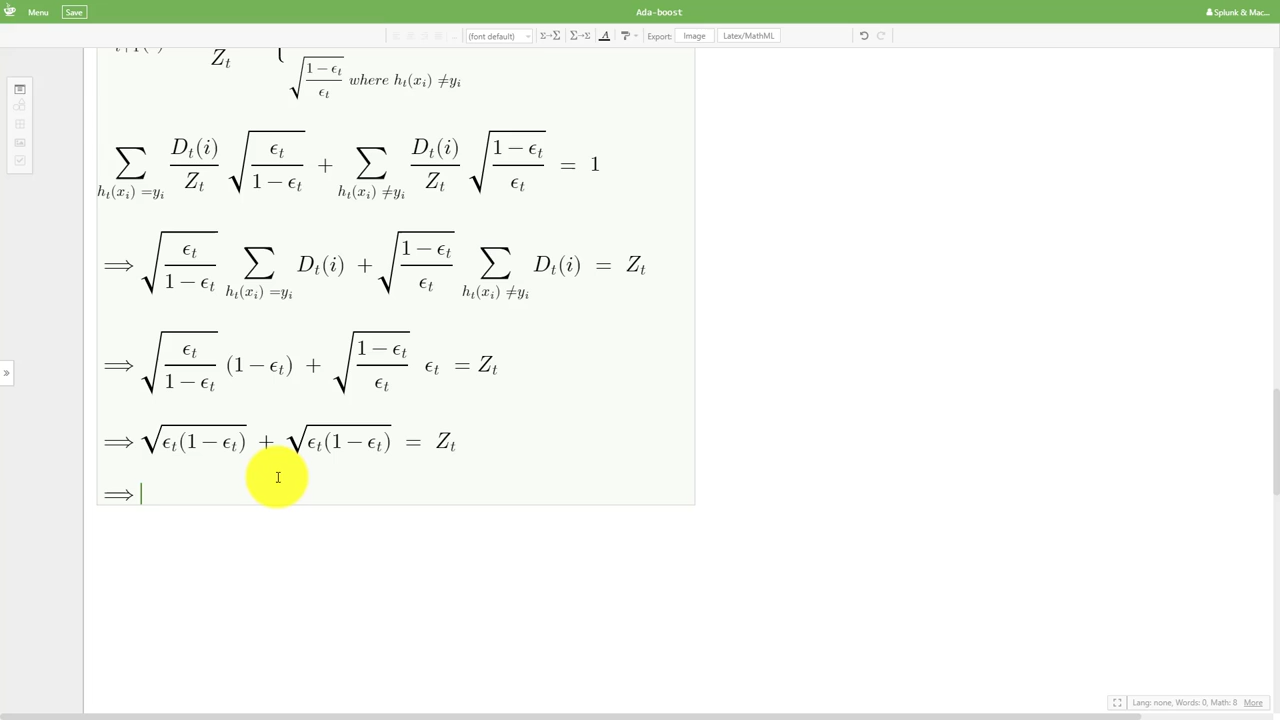 Menu Save Ada-boost Splunk & Mac...
(font default) Σ→Σ Σ→Σ A Export: Image Latex/MathML
Z_t
√((1 − ϵ_t)/ϵ_t) where h_t(x_i) ≠ y_i
∑_{h_t(x_i) = y_i} D_t(i)/Z_t √(ϵ_t/(1 − ϵ_t)) + ∑_{h_t(x_i) ≠ y_i} D_t(i)/Z_t √((1 − ϵ_t)/ϵ_t) = 1
⟹ √(ϵ_t/(1 − ϵ_t)) ∑_{h_t(x_i) = y_i} D_t(i) + √((1 − ϵ_t)/ϵ_t) ∑_{h_t(x_i) ≠ y_i} D_t(i) = Z_t
⟹ √(ϵ_t/(1 − ϵ_t)) (1 − ϵ_t) + √((1 − ϵ_t)/ϵ_t) ϵ_t = Z_t
⟹ √(ϵ_t(1 − ϵ_t)) + √(ϵ_t(1 − ϵ_t)) = Z_t
⟹
»
Lang: none, Words: 0, Math: 8 More